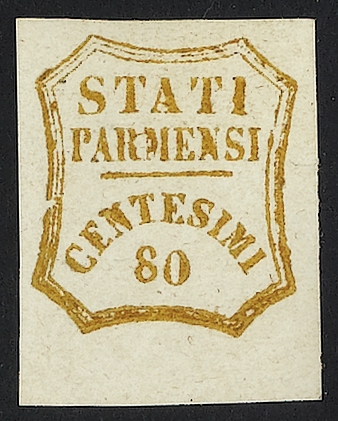 STATI
PARMENSI
CENTESIMI
80